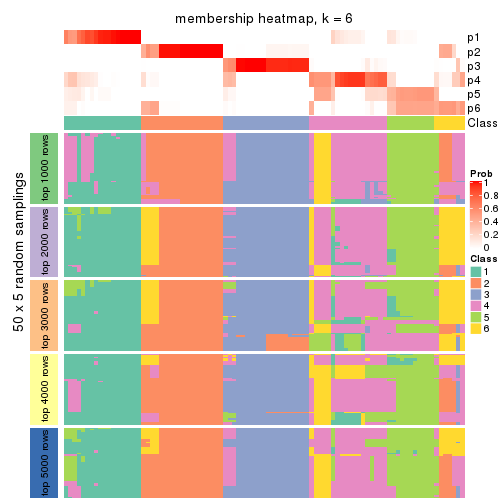 membership heatmap, k = 6
p1
p2
p3
p4
p5
p6
Class
50 x 5 random samplings
top 1000 rows
top 2000 rows
top 3000 rows
top 4000 rows
top 5000 rows
Prob
1
0.8
0.6
0.4
0.2
0
Class
1
2
3
4
5
6